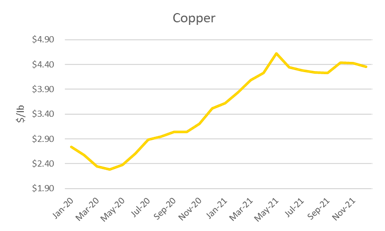 Copper
$4.90
$4.40
$3.90
$3.40
$2.90
$2.40
$1.90
$/lb
Jan-20
Mar-20
May-20
Jul-20
Sep-20
Nov-20
Jan-21
Mar-21
May-21
Jul-21
Sep-21
Nov-21